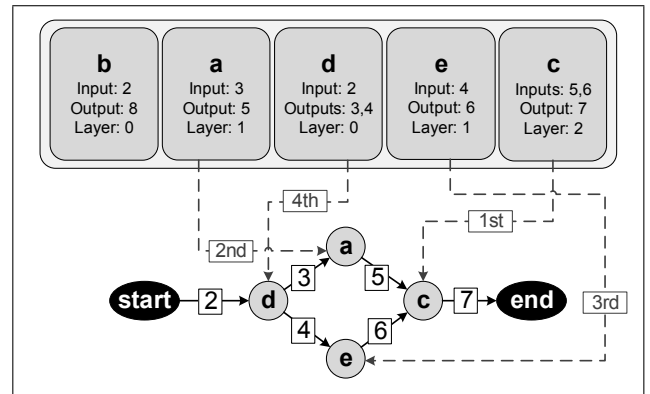 b
Input: 2
Output: 8
Layer: 0
a
Input: 3
Output: 5
Layer: 1
d
Input: 2
Outputs: 3,4
Layer: 0
e
Input: 4
Output: 6
Layer: 1
c
Inputs: 5,6
Output: 7
Layer: 2
4th
1st
2nd
a
3
5
start
2
d
c
7
end
3rd
4
6
e